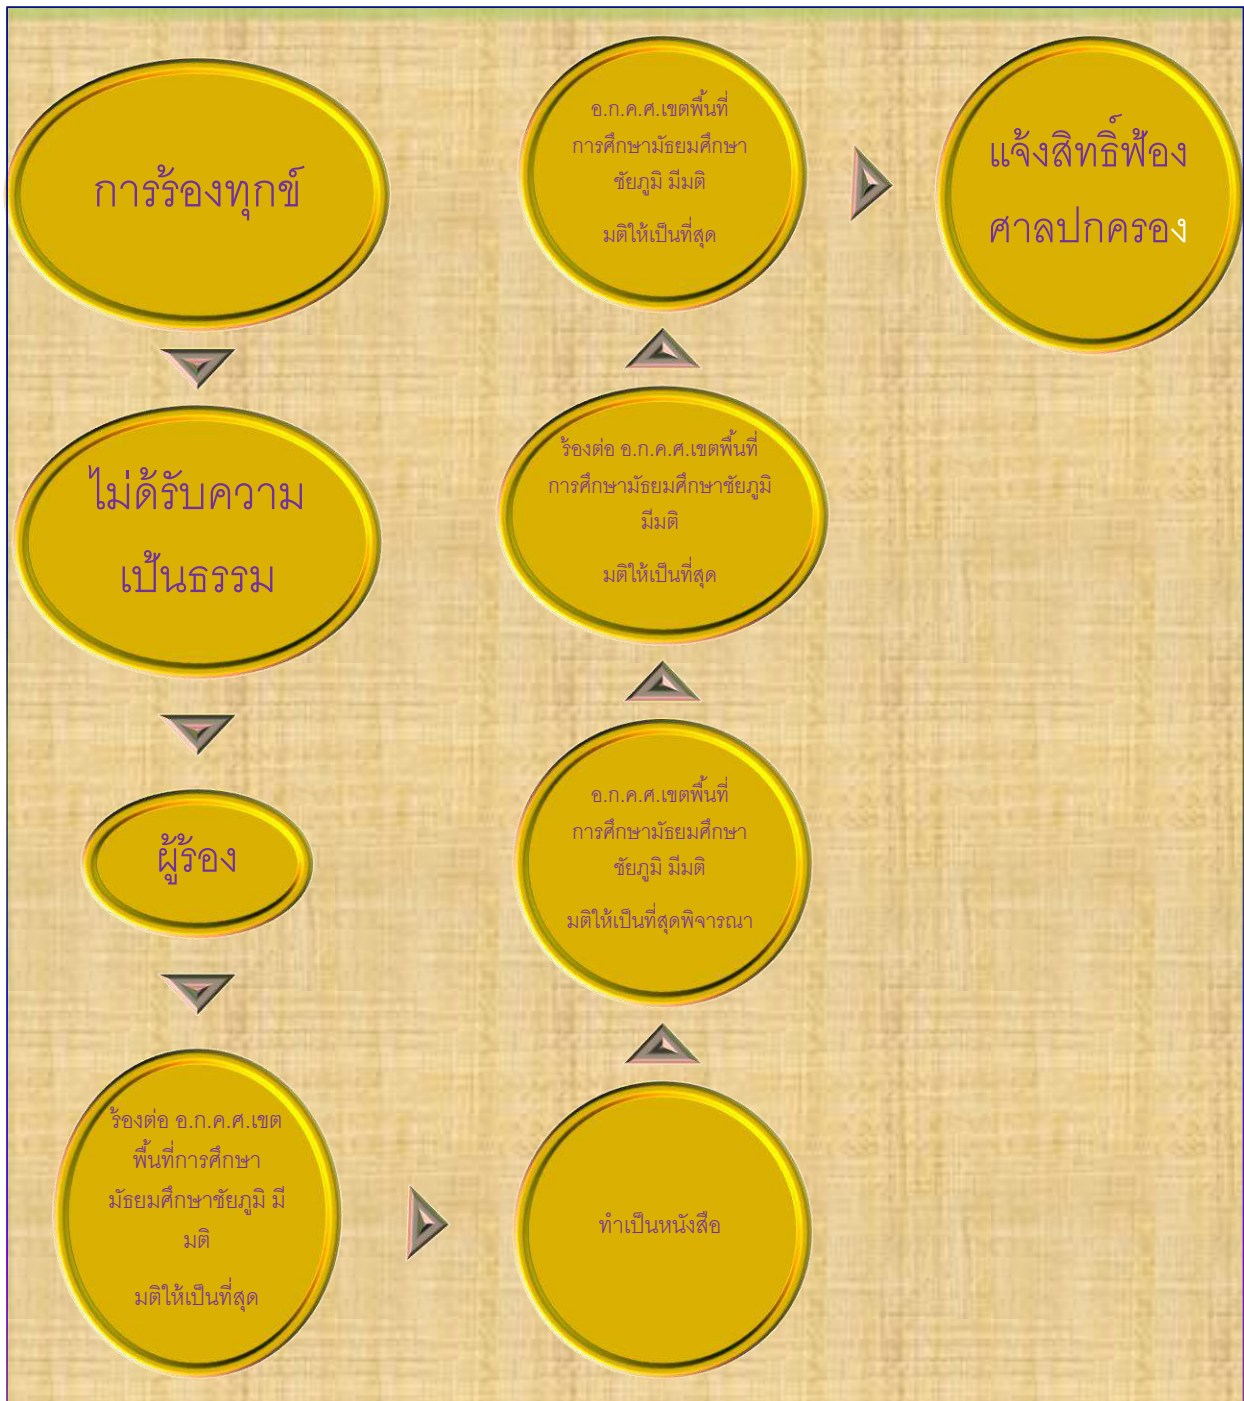 การร้องทุกข์
ไม่ด้รับความ
เป้นธรรม
ผู้ร้อง
ร้องต่อ อ.ก.ค.ศ.เขต
พื้นที่การศึกษา
มัธยมศึกษาชัยภูมิ มี
มติ
มติให้เป็นที่สุด
ทำเป็นหนังสือ
อ.ก.ค.ศ.เขตพื้นที่
การศึกษามัธยมศึกษา
ชัยภูมิ มีมติ
มติให้เป็นที่สุดพิจารณา
ร้องต่อ อ.ก.ค.ศ.เขตพื้นที่
การศึกษามัธยมศึกษาชัยภูมิ
มีมติ
มติให้เป็นที่สุด
อ.ก.ค.ศ.เขตพื้นที่
การศึกษามัธยมศึกษา
ชัยภูมิ มีมติ
มติให้เป็นที่สุด
แจ้งสิทธิ์ฟ้อง
ศาลปกครอง